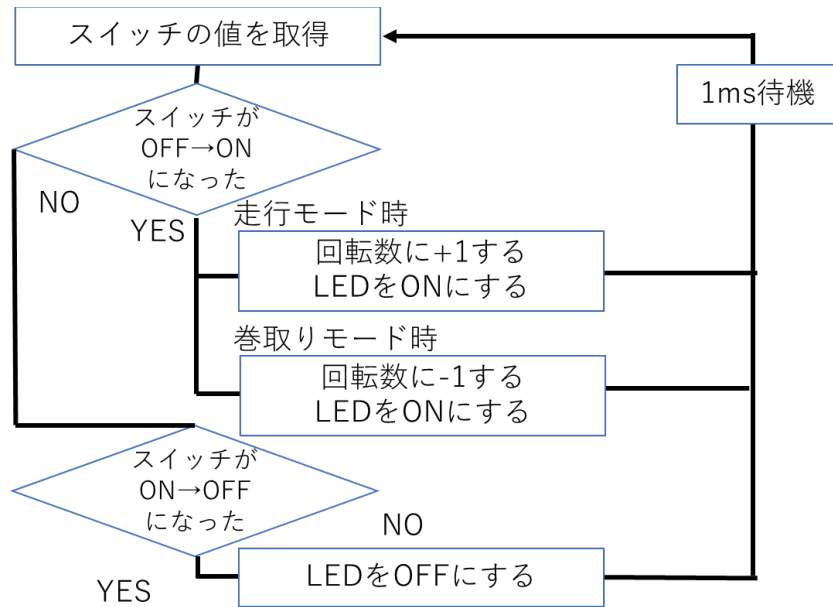 スイッチの値を取得
1ms待機
スイッチが
OFF→ON
になった
NO
YES
走行モード時
回転数に+1する
LEDをONにする
巻取りモード時
回転数に-1する
LEDをONにする
スイッチが
ON→OFF
になった
NO
YES
LEDをOFFにする